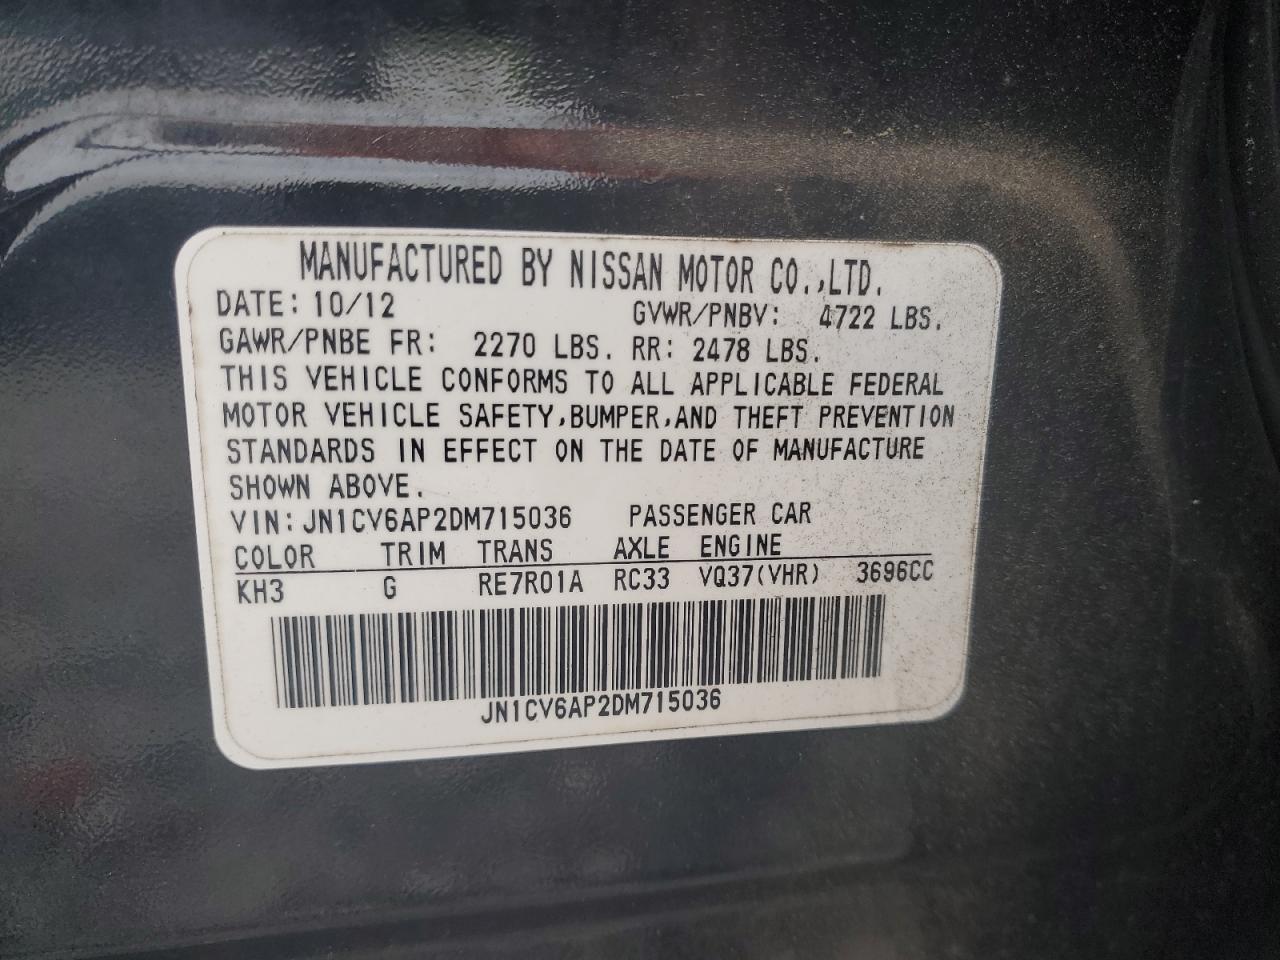 MANUFACTURED BY NISSAN MOTOR CO.,LTD.
DATE: 10/12 GVWR/PNBV: 4722 LBS.
GAWR/PNBE FR: 2270 LBS. RR: 2478 LBS.
THIS VEHICLE CONFORMS TO ALL APPLICABLE FEDERAL
MOTOR VEHICLE SAFETY,BUMPER,AND THEFT PREVENTION
STANDARDS IN EFFECT ON THE DATE OF MANUFACTURE
SHOWN ABOVE.
VIN: JN1CV6AP2DM715036 PASSENGER CAR
COLOR TRIM TRANS AXLE ENGINE
KH3 G RE7R01A RC33 VQ37(VHR) 3696CC
JN1CV6AP2DM715036